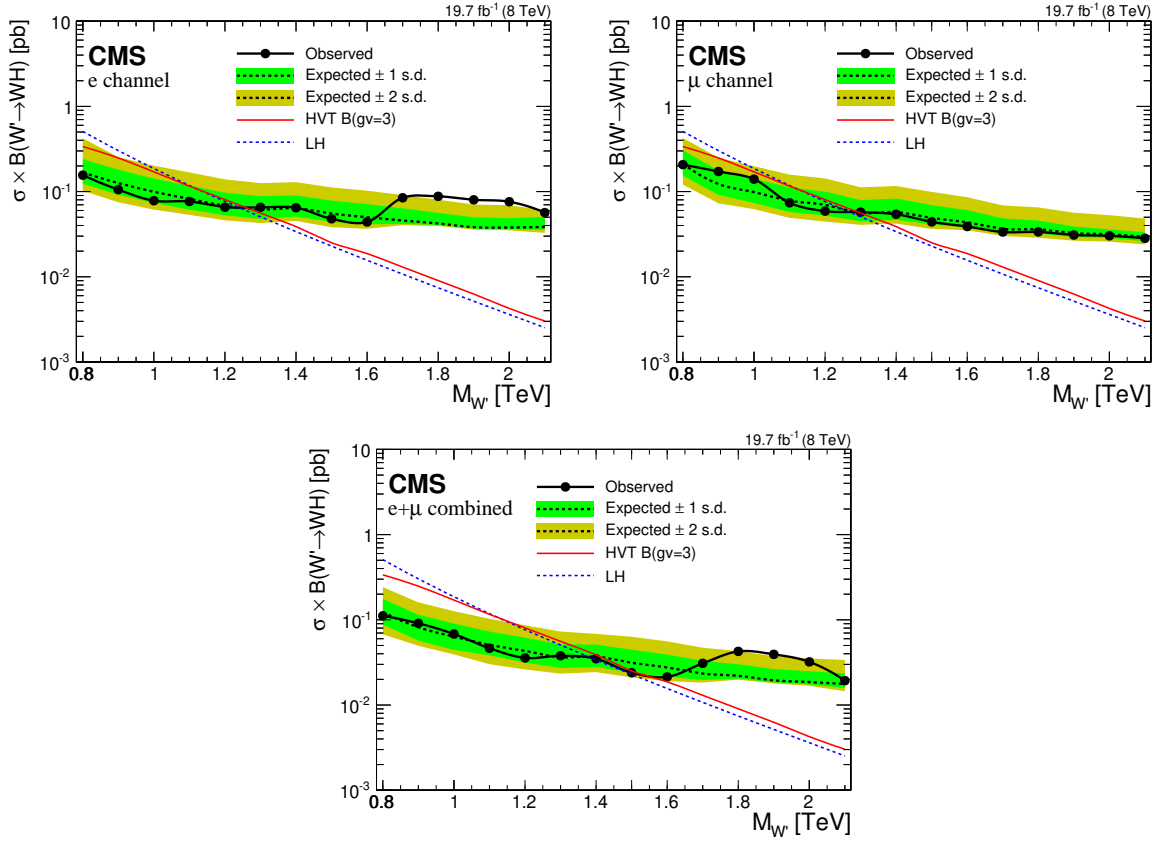 19.7 fb⁻¹ (8 TeV)
σ × B(W'→WH) [pb]
CMS
e channel
Observed
Expected ± 1 s.d.
Expected ± 2 s.d.
HVT B(gv=3)
LH
10
1
10⁻¹
10⁻²
10⁻³
0.8 1 1.2 1.4 1.6 1.8 2
M_W' [TeV]
19.7 fb⁻¹ (8 TeV)
σ × B(W'→WH) [pb]
CMS
μ channel
Observed
Expected ± 1 s.d.
Expected ± 2 s.d.
HVT B(gv=3)
LH
10
1
10⁻¹
10⁻²
10⁻³
0.8 1 1.2 1.4 1.6 1.8 2
M_W' [TeV]
19.7 fb⁻¹ (8 TeV)
σ × B(W'→WH) [pb]
CMS
e+μ combined
Observed
Expected ± 1 s.d.
Expected ± 2 s.d.
HVT B(gv=3)
LH
10
1
10⁻¹
10⁻²
10⁻³
0.8 1 1.2 1.4 1.6 1.8 2
M_W' [TeV]